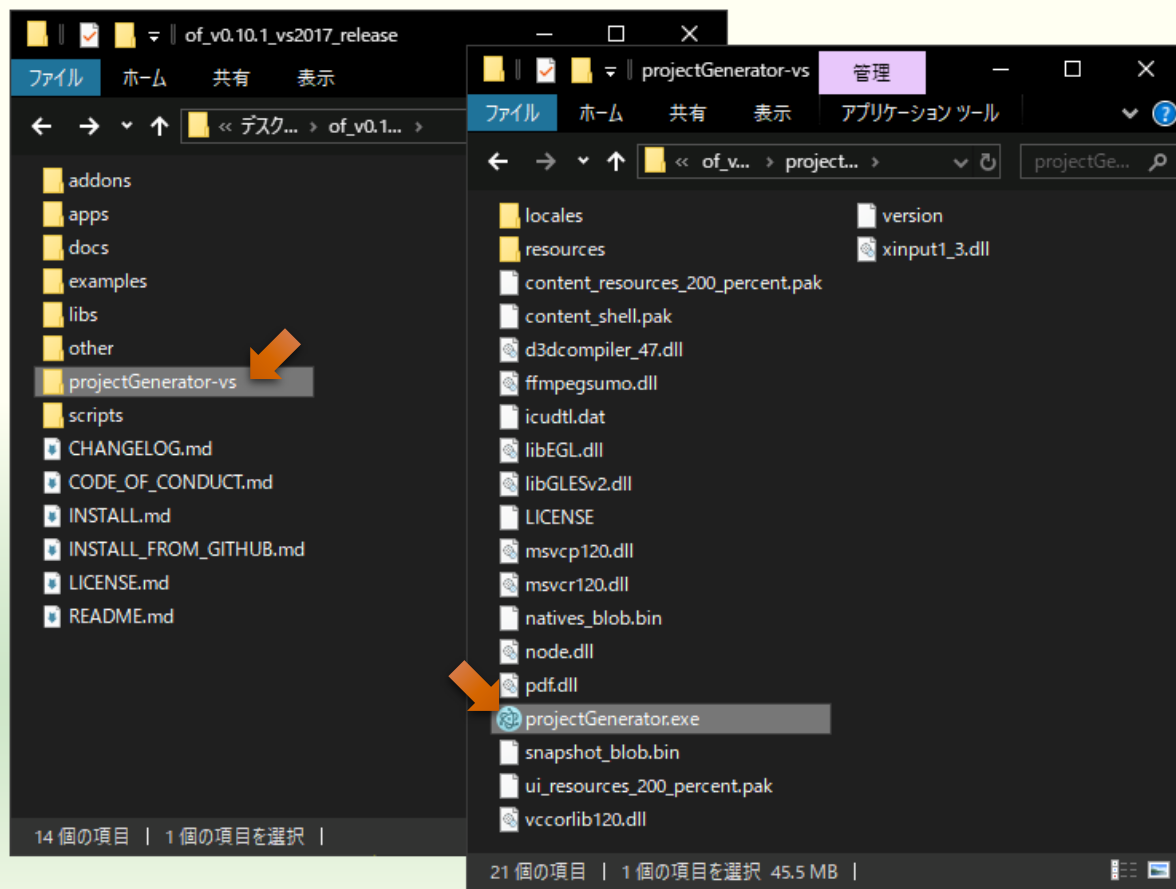 of_v0.10.1_vs2017_release
ファイル ホーム 共有 表示
« デスク... › of_v0.1... ›
addons
apps
docs
examples
libs
other
projectGenerator-vs
scripts
CHANGELOG.md
CODE_OF_CONDUCT.md
INSTALL.md
INSTALL_FROM_GITHUB.md
LICENSE.md
README.md
14 個の項目 | 1 個の項目を選択 |
projectGenerator-vs 管理
ファイル ホーム 共有 表示 アプリケーション ツール
« of_v... › project... › projectGe...
locales
resources
content_resources_200_percent.pak
content_shell.pak
d3dcompiler_47.dll
ffmpegsumo.dll
icudtl.dat
libEGL.dll
libGLESv2.dll
LICENSE
msvcp120.dll
msvcr120.dll
natives_blob.bin
node.dll
pdf.dll
projectGenerator.exe
snapshot_blob.bin
ui_resources_200_percent.pak
vccorlib120.dll
version
xinput1_3.dll
21 個の項目 | 1 個の項目を選択 45.5 MB |